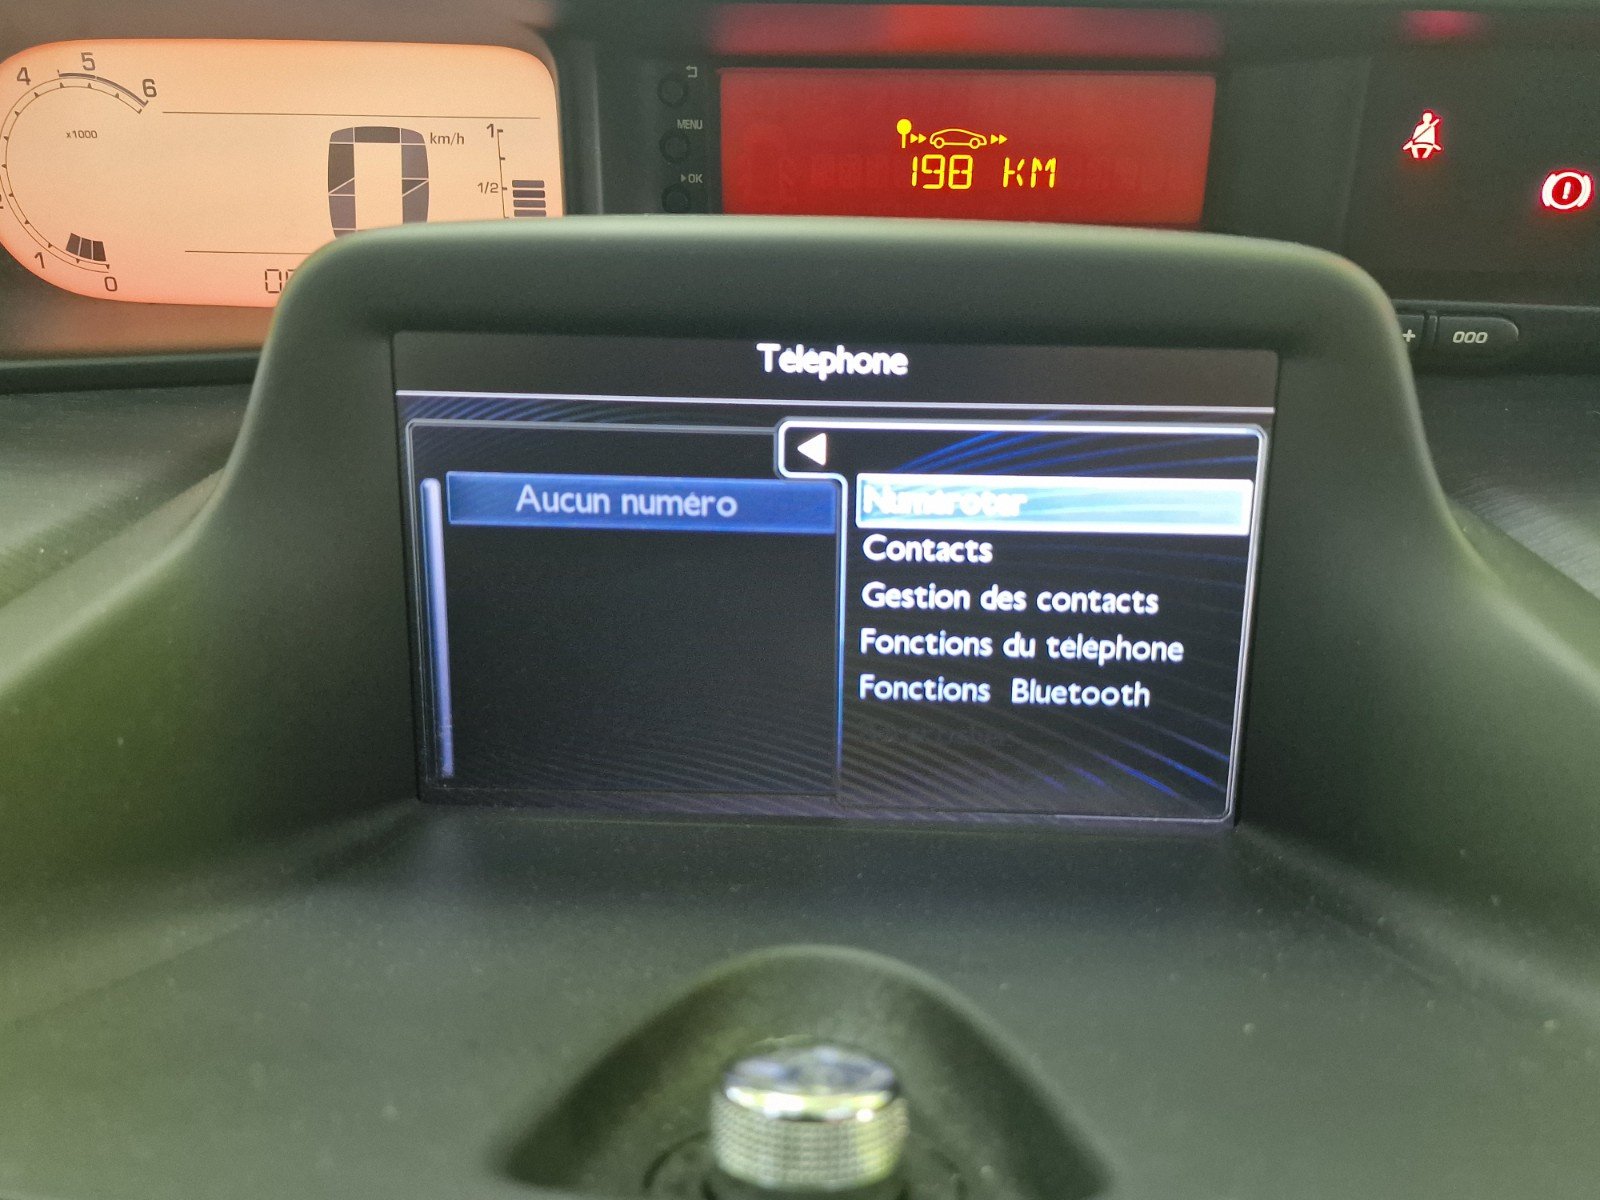 4
5
6
x1000
km/h
1
1/2
0
1
0
MENU
OK
198 KM
Téléphone
Aucun numéro
Numéroter
Contacts
Gestion des contacts
Fonctions du téléphone
Fonctions Bluetooth